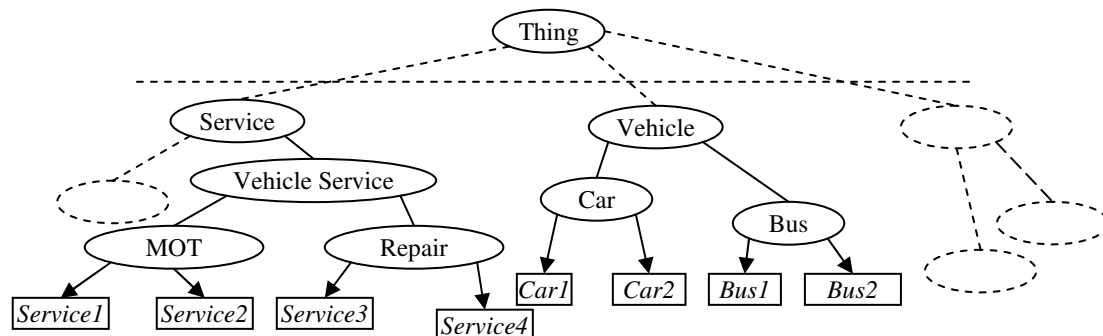 Thing
Service
Vehicle
Vehicle Service
Car
Bus
MOT
Repair
Car1
Car2
Bus1
Bus2
Service1
Service2
Service3
Service4